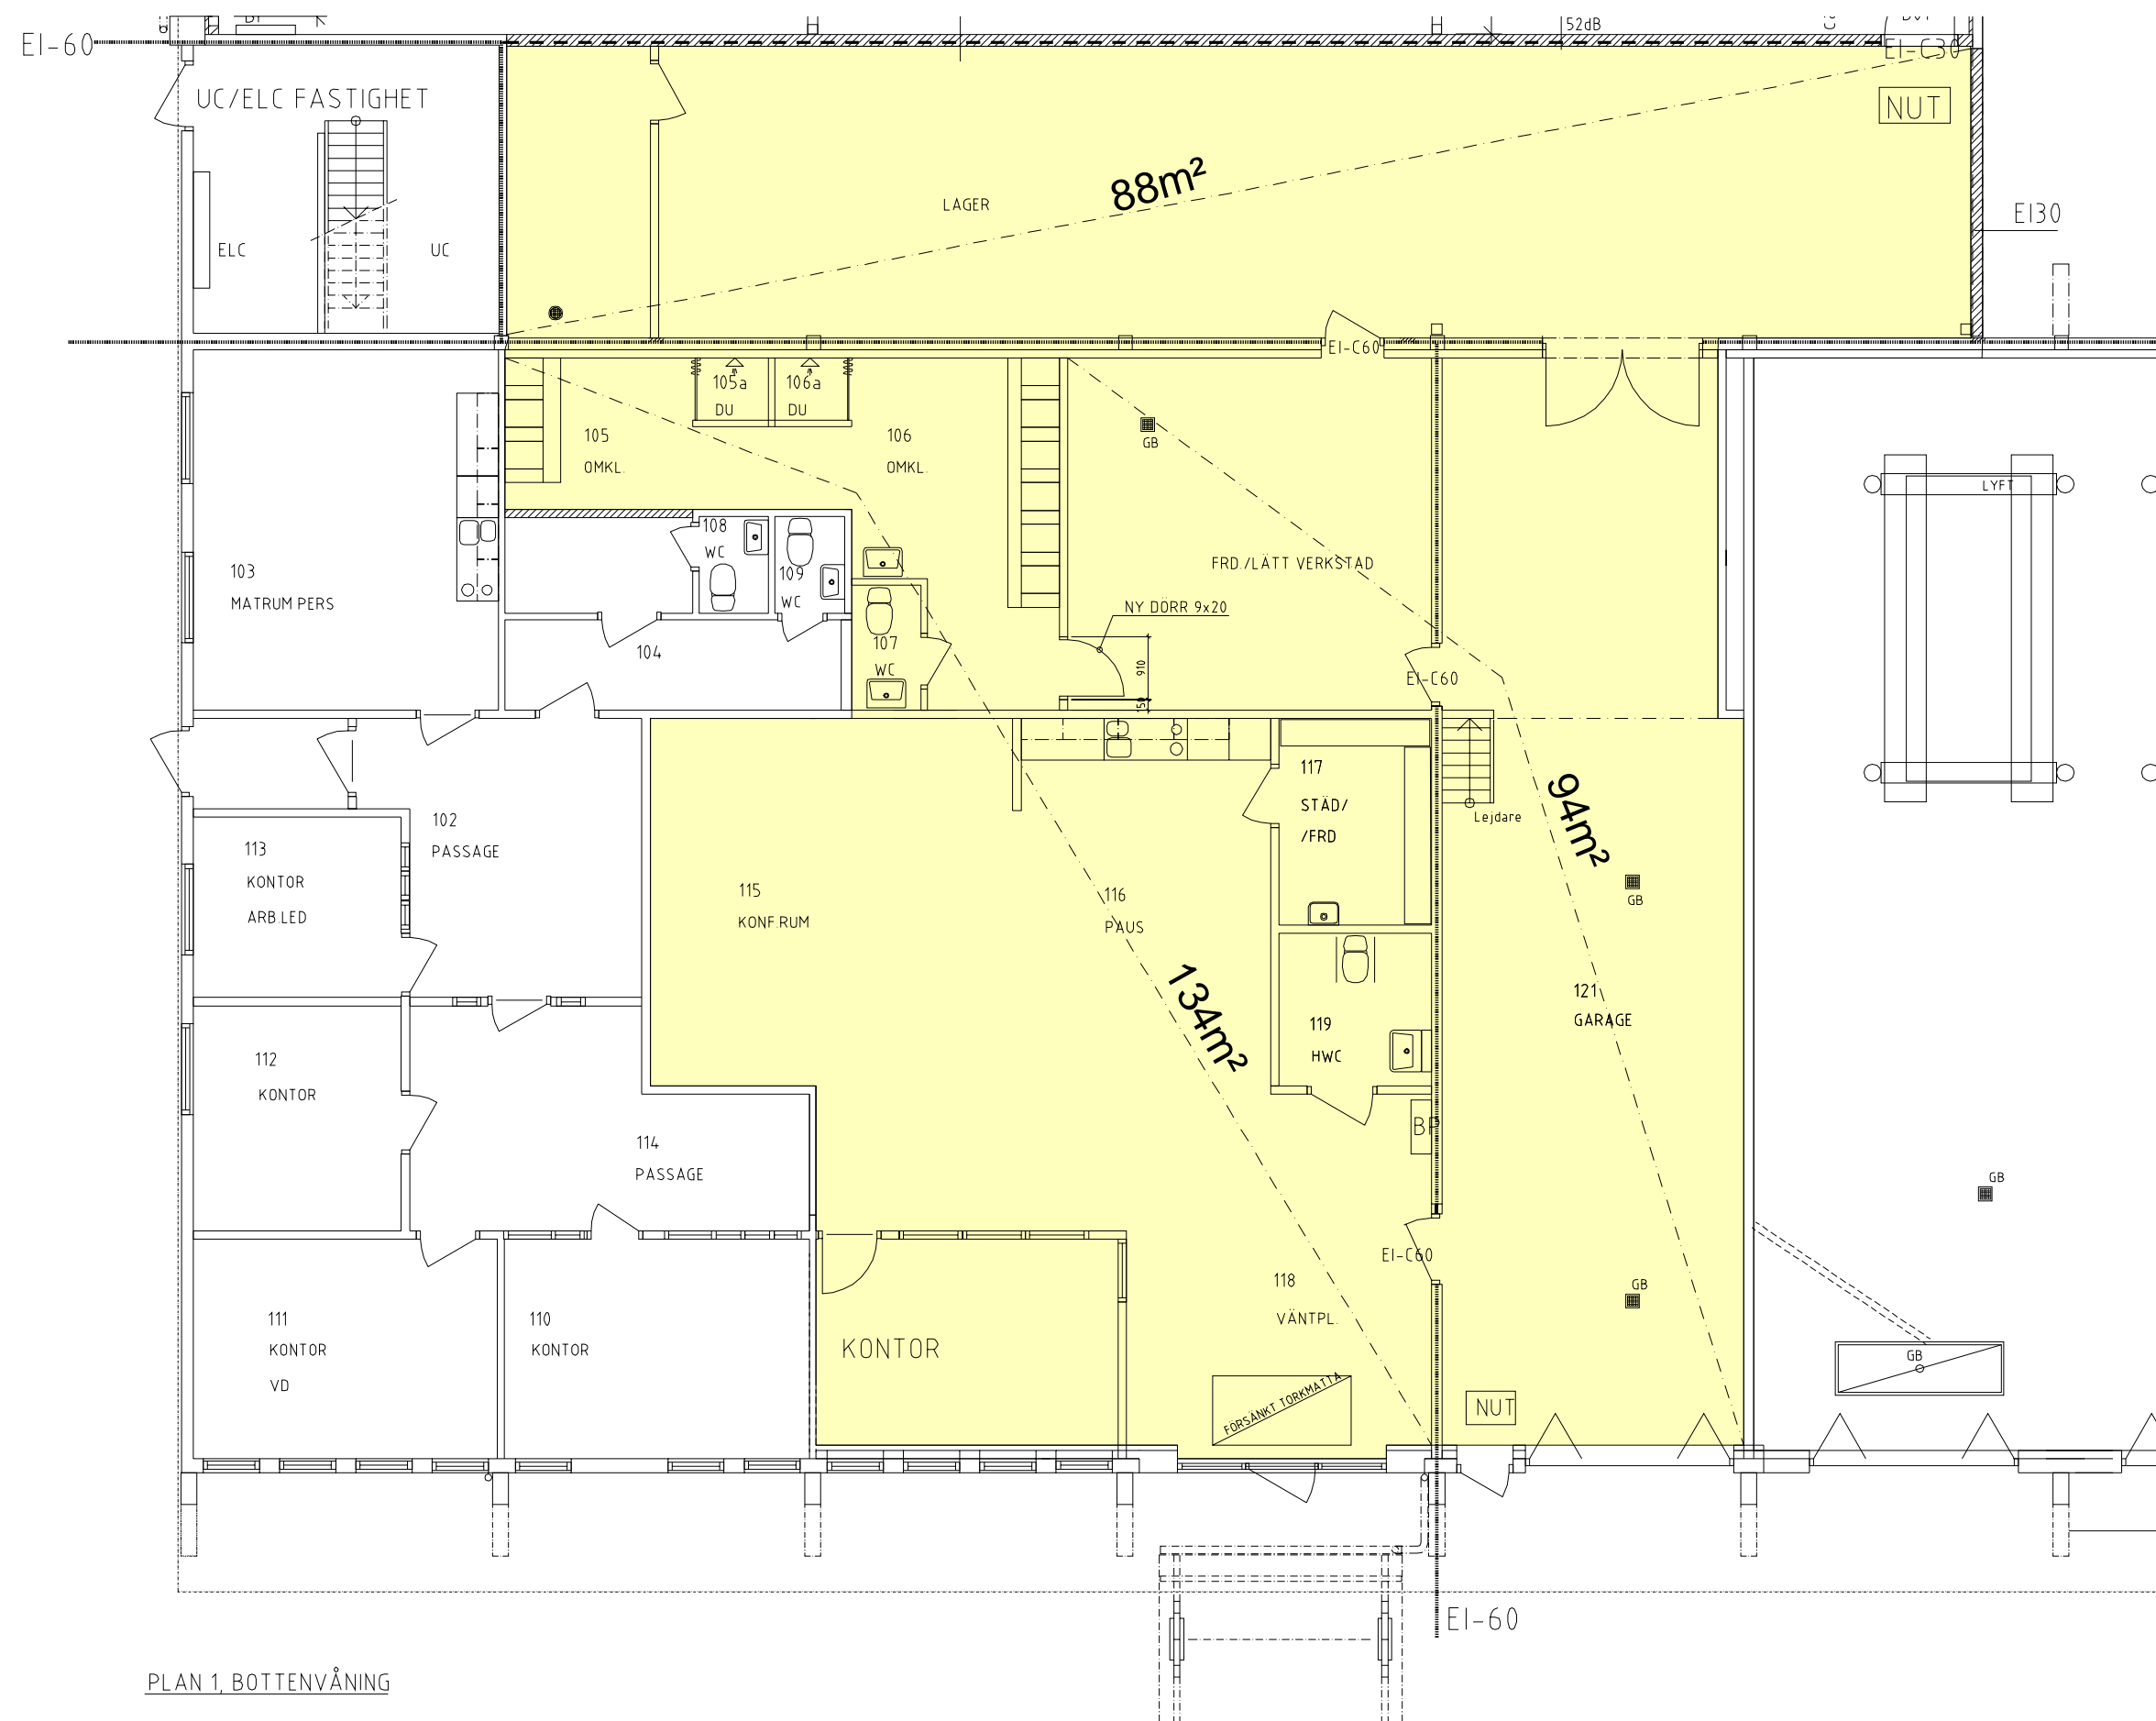 52dB
EI-60
EI-C30
UC/ELC FASTIGHET
NUT
88m²
LAGER
EI30
ELC
UC
EI-C60
105a
DU
106a
DU
105
OMKL.
106
OMKL.
GB
LYFT
108
WC
109
WC
FRD./LÄTT VERKSTAD
103
MATRUM PERS
NY DÖRR 9x20
104
107
WC
910
150
EI-C60
117
STÄD/
/FRD
Lejdare
94m²
102
PASSAGE
113
KONTOR
ARB.LED
115
KONF.RUM
116
PAUS
GB
134m²
121
GARAGE
119
HWC
112
KONTOR
BP
114
PASSAGE
GB
EI-C60
118
VÄNTPL.
GB
111
KONTOR
VD
110
KONTOR
KONTOR
GB
FÖRSÄNKT TORKMATTA
NUT
EI-60
PLAN 1, BOTTENVÅNING